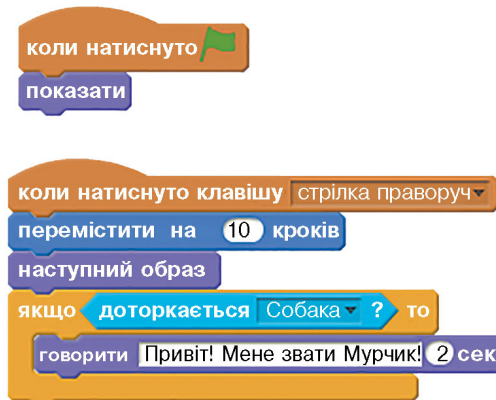 коли натиснуто
показати
коли натиснуто клавішу стрілка праворуч
перемістити на 10 кроків
наступний образ
якщо доторкається Собака ? то
говорити Привіт! Мене звати Мурчик! 2 сек